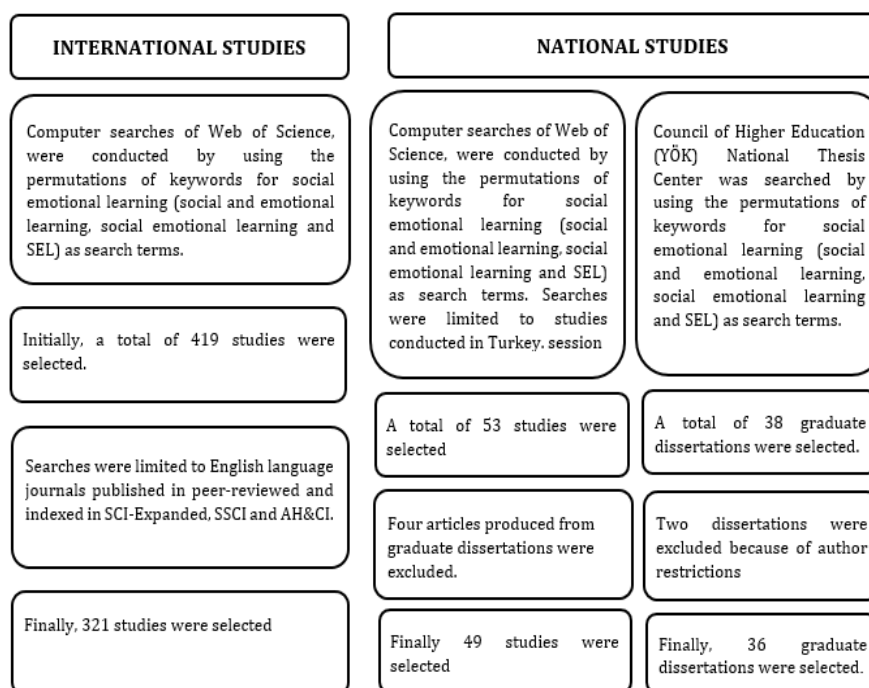 INTERNATIONAL STUDIES
Computer searches of Web of Science,
were conducted by using the
permutations of keywords for social
emotional learning (social and emotional
learning, social emotional learning and
SEL) as search terms.
Initially, a total of 419 studies were
selected.
Searches were limited to English language
journals published in peer-reviewed and
indexed in SCI-Expanded, SSCI and AH&CI.
Finally, 321 studies were selected
NATIONAL STUDIES
Computer searches of Web of
Science, were conducted by
using the permutations of
keywords for social
emotional learning (social
and emotional learning, social
emotional learning and SEL)
as search terms. Searches
were limited to studies
conducted in Turkey. session
A total of 53 studies were
selected
Four articles produced from
graduate dissertations were
excluded.
Finally 49 studies were
selected
Council of Higher Education
(YÖK) National Thesis
Center was searched by
using the permutations of
keywords for social
emotional learning (social
and emotional learning,
social emotional learning
and SEL) as search terms.
A total of 38 graduate
dissertations were selected.
Two dissertations were
excluded because of author
restrictions
Finally, 36 graduate
dissertations were selected.